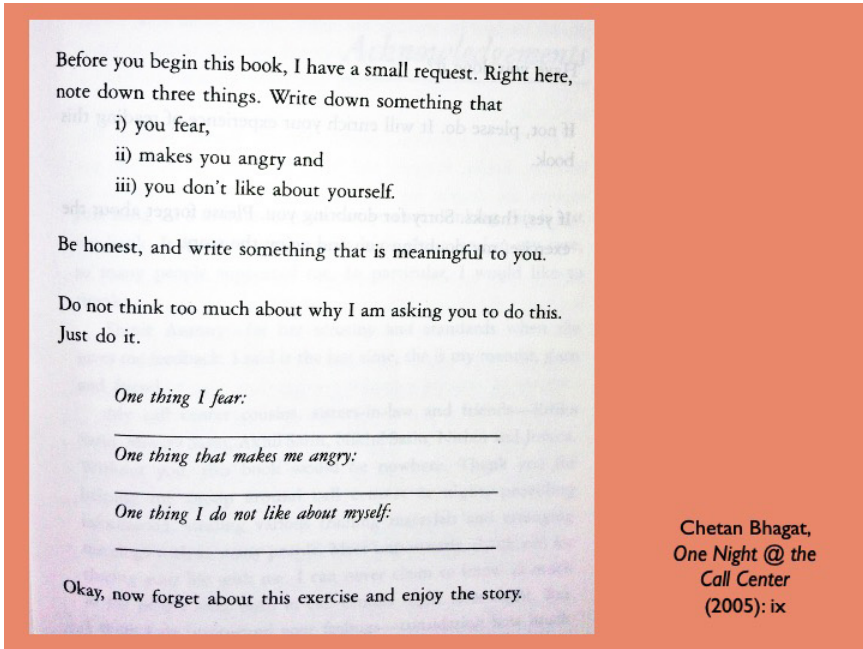 Before you begin this book, I have a small request. Right here,
note down three things. Write down something that
i) you fear,
ii) makes you angry and
iii) you don't like about yourself.
Be honest, and write something that is meaningful to you.
Do not think too much about why I am asking you to do this.
Just do it.
One thing I fear:
One thing that makes me angry:
One thing I do not like about myself:
Okay, now forget about this exercise and enjoy the story.
Chetan Bhagat,
One Night @ the
Call Center
(2005): ix